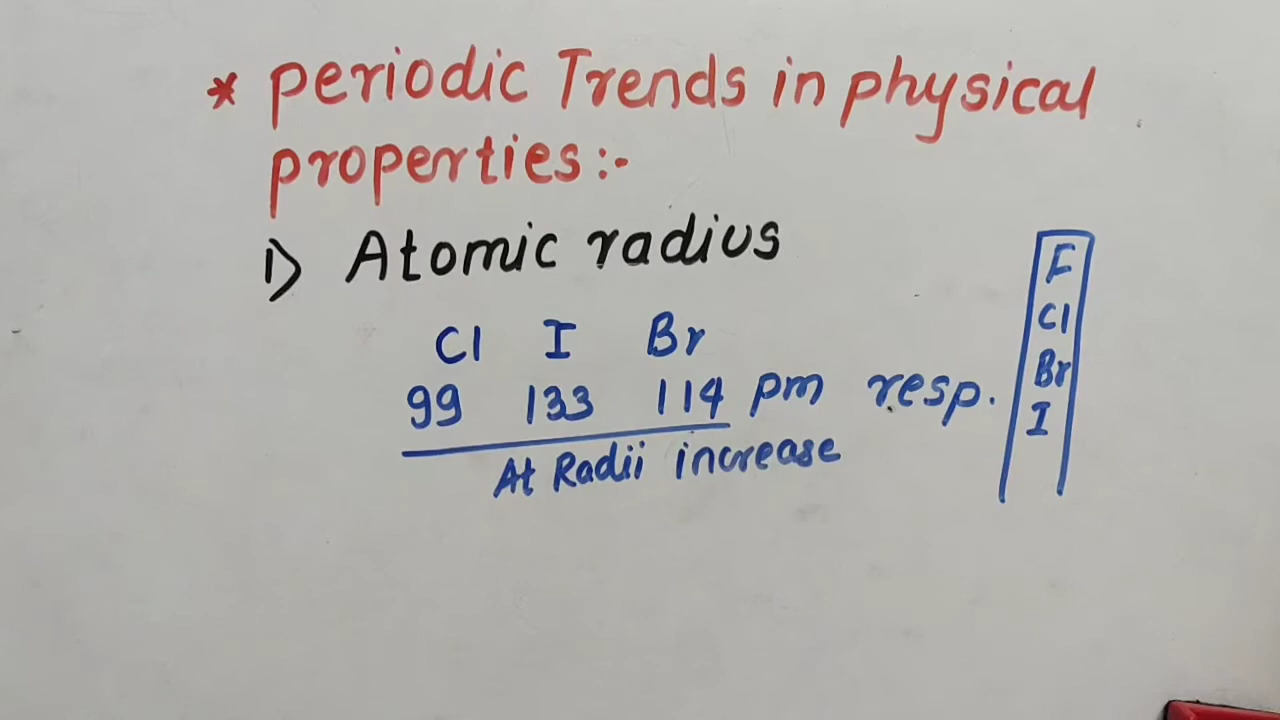 * Periodic Trends in physical
properties:-
1) Atomic radius
Cl I Br
99 133 114 pm resp.
At Radii increase
F
Cl
Br
I